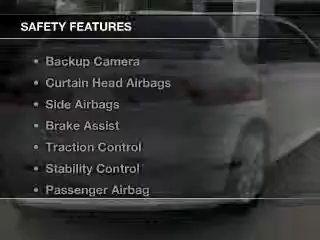 SAFETY FEATURES
• Backup Camera
• Curtain Head Airbags
• Side Airbags
• Brake Assist
• Traction Control
• Stability Control
• Passenger Airbag